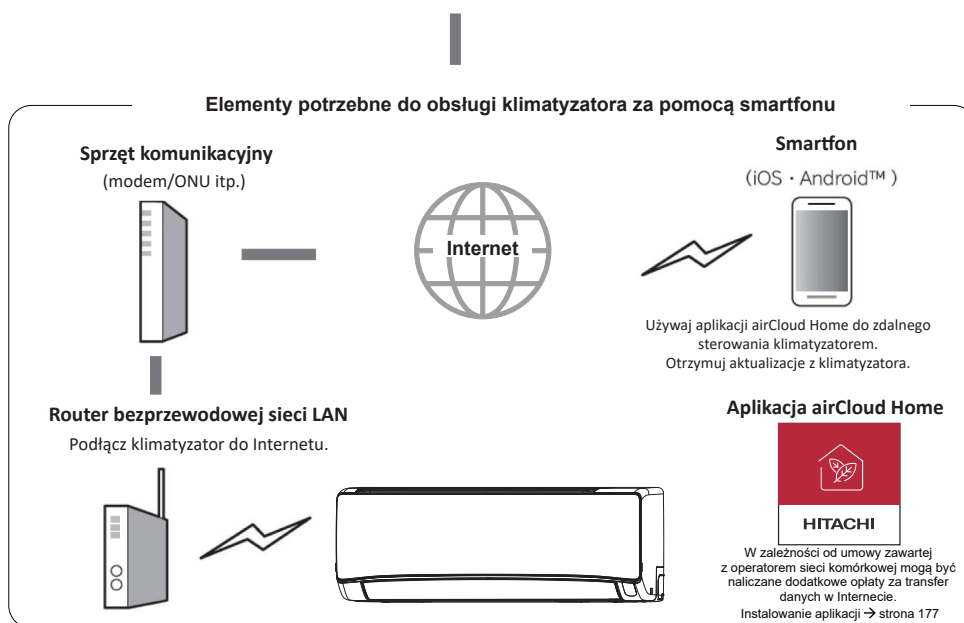 Elementy potrzebne do obsługi klimatyzatora za pomocą smartfonu
Sprzęt komunikacyjny
(modem/ONU itp.)
Internet
Smartfon
(iOS・Android™ )
Używaj aplikacji airCloud Home do zdalnego
sterowania klimatyzatorem.
Otrzymuj aktualizacje z klimatyzatora.
Router bezprzewodowej sieci LAN
Podłącz klimatyzator do Internetu.
Aplikacja airCloud Home
HITACHI
W zależności od umowy zawartej
z operatorem sieci komórkowej mogą być
naliczane dodatkowe opłaty za transfer
danych w Internecie.
Instalowanie aplikacji → strona 177